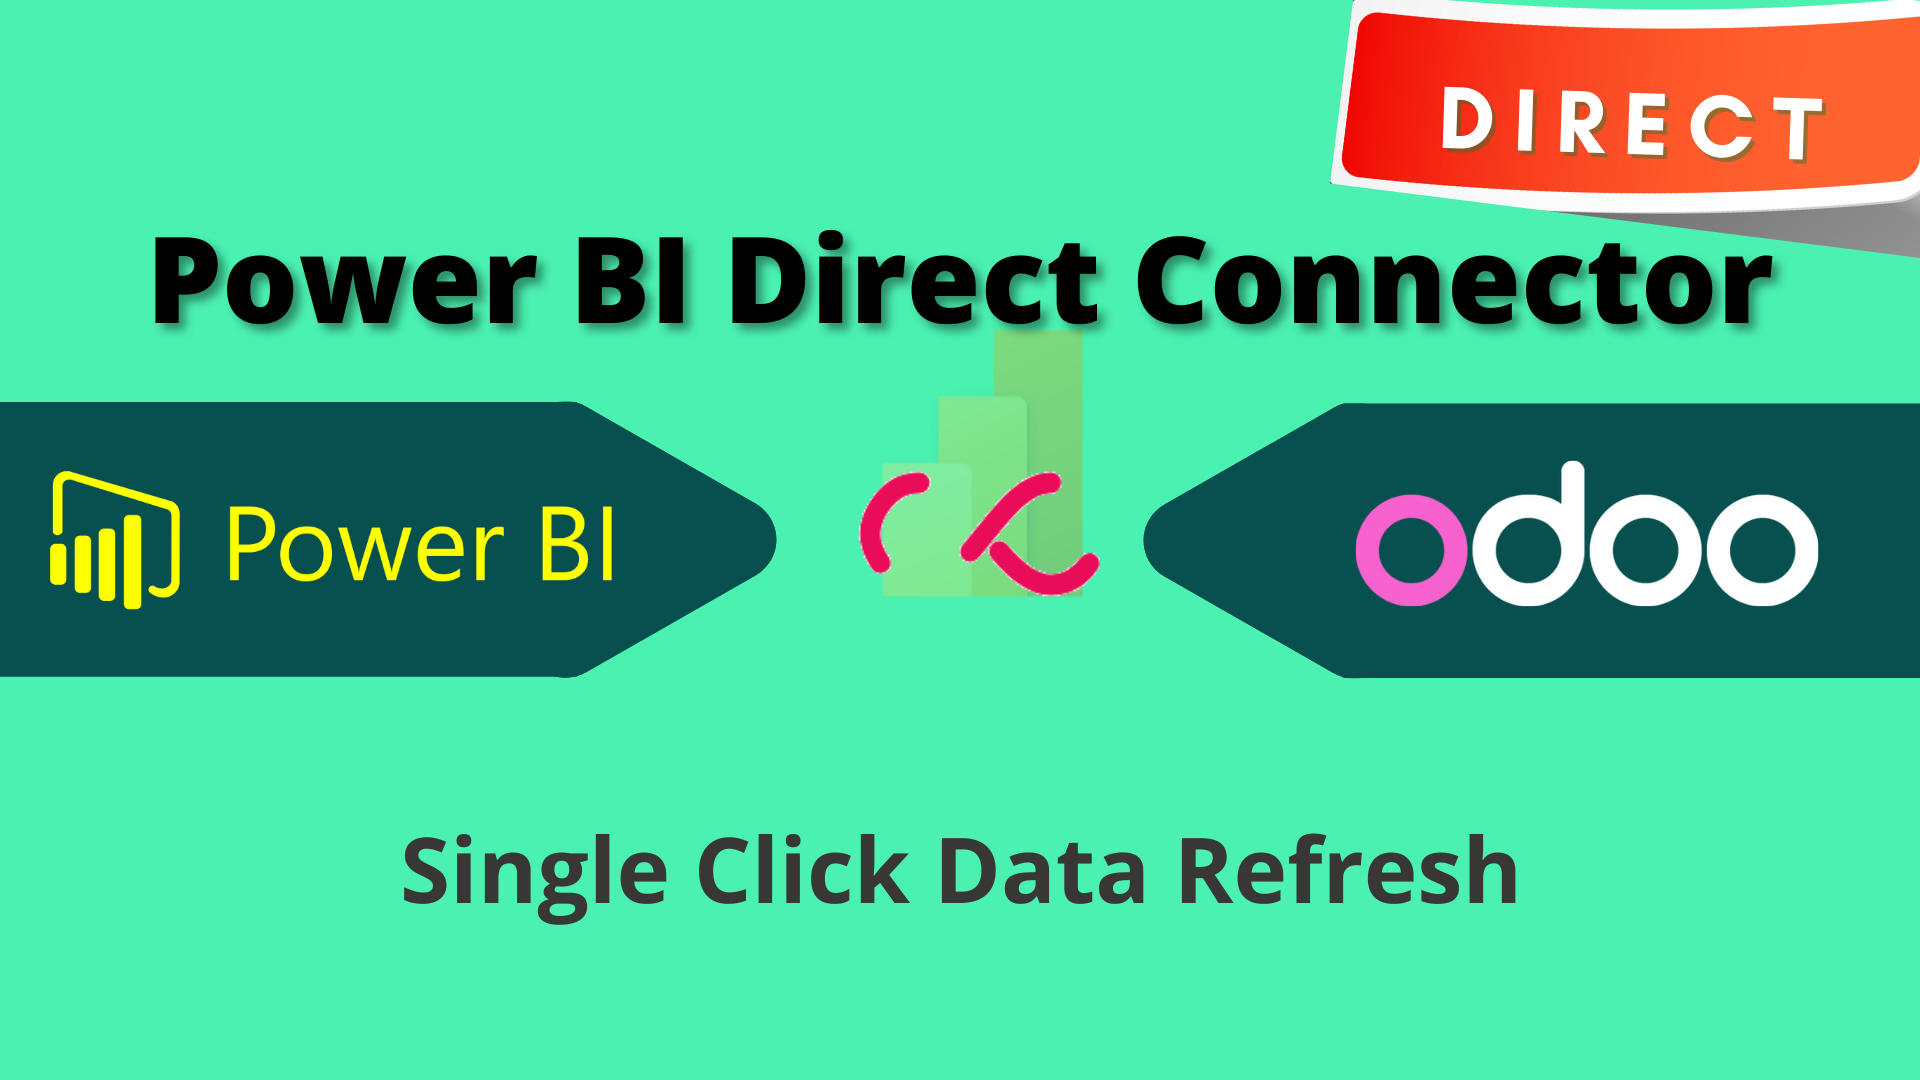 DIRECT
Power BI Direct Connector
Power BI
odoo
Single Click Data Refresh